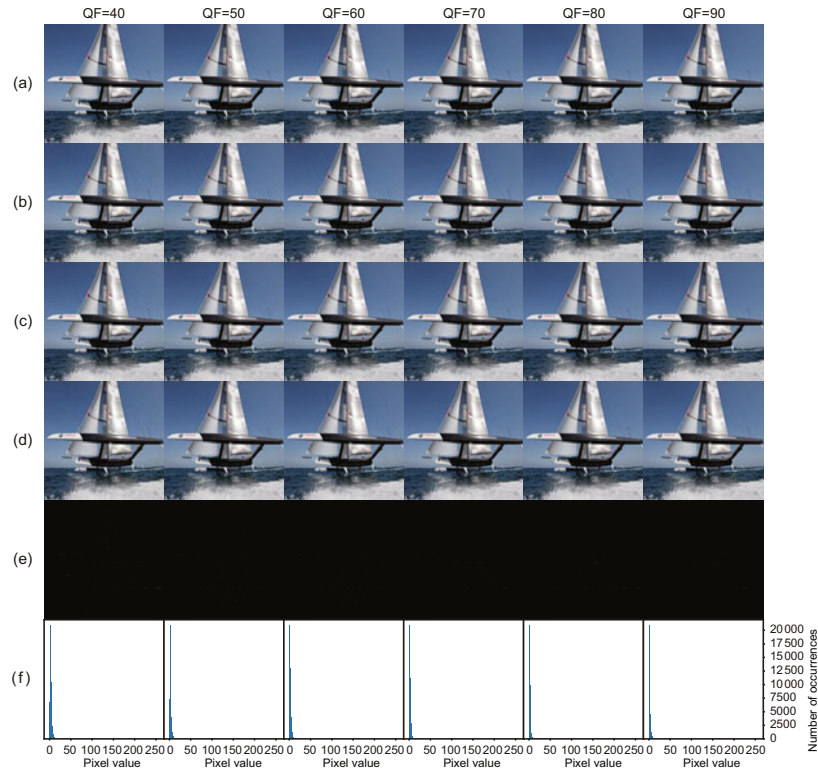 QF=40 QF=50 QF=60 QF=70 QF=80 QF=90
(a)
(b)
(c)
(d)
(e)
(f)
20000
17500
15000
12500
10000
7500
5000
2500
0
Number of occurrences
0 50 100 150 200 250 0 50 100 150 200 250 0 50 100 150 200 250 0 50 100 150 200 250 0 50 100 150 200 250 0 50 100 150 200 250
Pixel value Pixel value Pixel value Pixel value Pixel value Pixel value